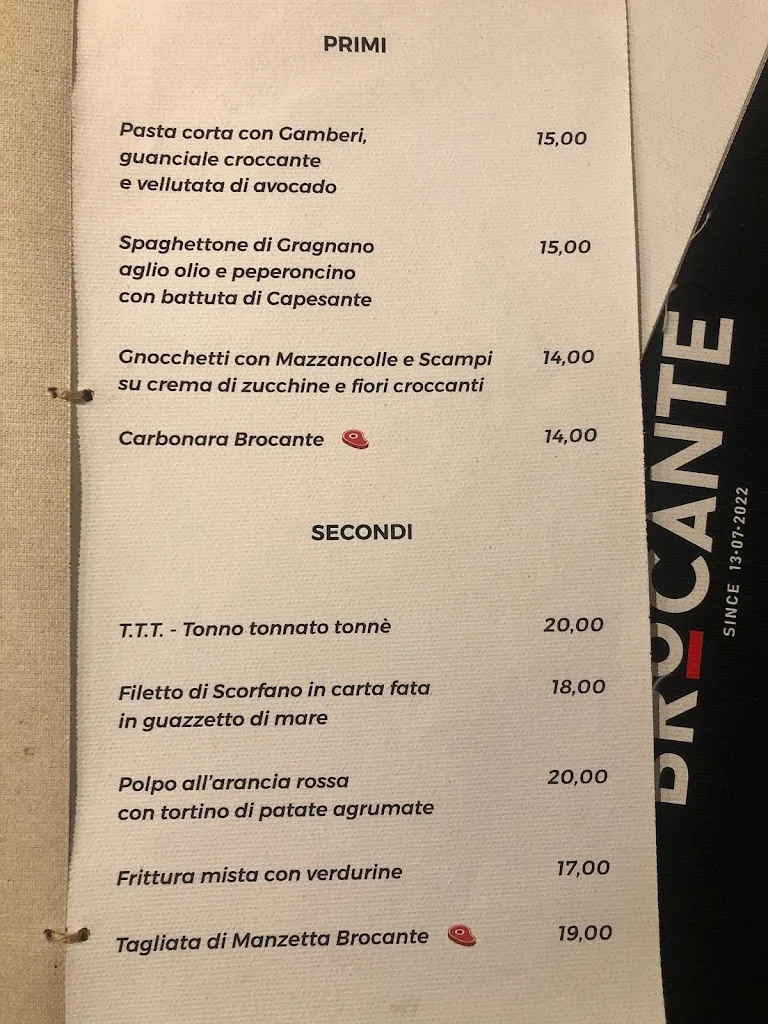 PRIMI
Pasta corta con Gamberi, 15,00
guanciale croccante
e vellutata di avocado
Spaghettone di Gragnano 15,00
aglio olio e peperoncino
con battuta di Capesante
Gnocchetti con Mazzancolle e Scampi 14,00
su crema di zucchine e fiori croccanti
Carbonara Brocante 14,00
SECONDI
T.T.T. - Tonno tonnato tonnè 20,00
Filetto di Scorfano in carta fata 18,00
in guazzetto di mare
Polpo all'arancia rossa 20,00
con tortino di patate agrumate
Frittura mista con verdurine 17,00
Tagliata di Manzetta Brocante 19,00
BROCANTE
SINCE 13·07·2022